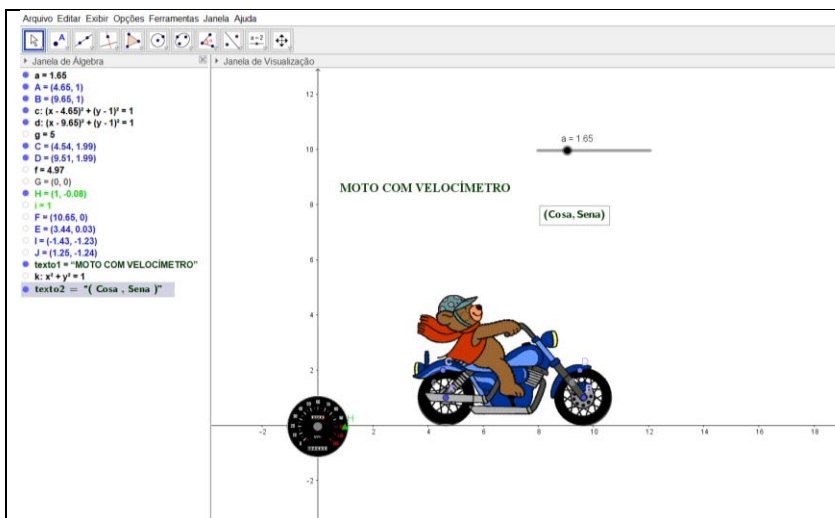 Arquivo Editar Exibir Opções Ferramentas Janela Ajuda
A
a=2
Janela de Álgebra
Janela de Visualização
a = 1.65
A = (4.65, 1)
B = (9.65, 1)
c: (x - 4.65)² + (y - 1)² = 1
d: (x - 9.65)² + (y - 1)² = 1
g = 5
C = (4.54, 1.99)
D = (9.51, 1.99)
f = 4.97
G = (0, 0)
H = (1, -0.08)
i = 1
F = (10.65, 0)
E = (3.44, 0.03)
I = (-1.43, -1.23)
J = (1.25, -1.24)
texto1 = "MOTO COM VELOCÍMETRO"
k: x² + y² = 1
texto2 = "( Cosa , Sena )"
12
a = 1.65
10
MOTO COM VELOCÍMETRO
8
(Cosa, Sena)
6
4
2
D
H
-2 2 4 6 8 10 12 14 16 18
-2